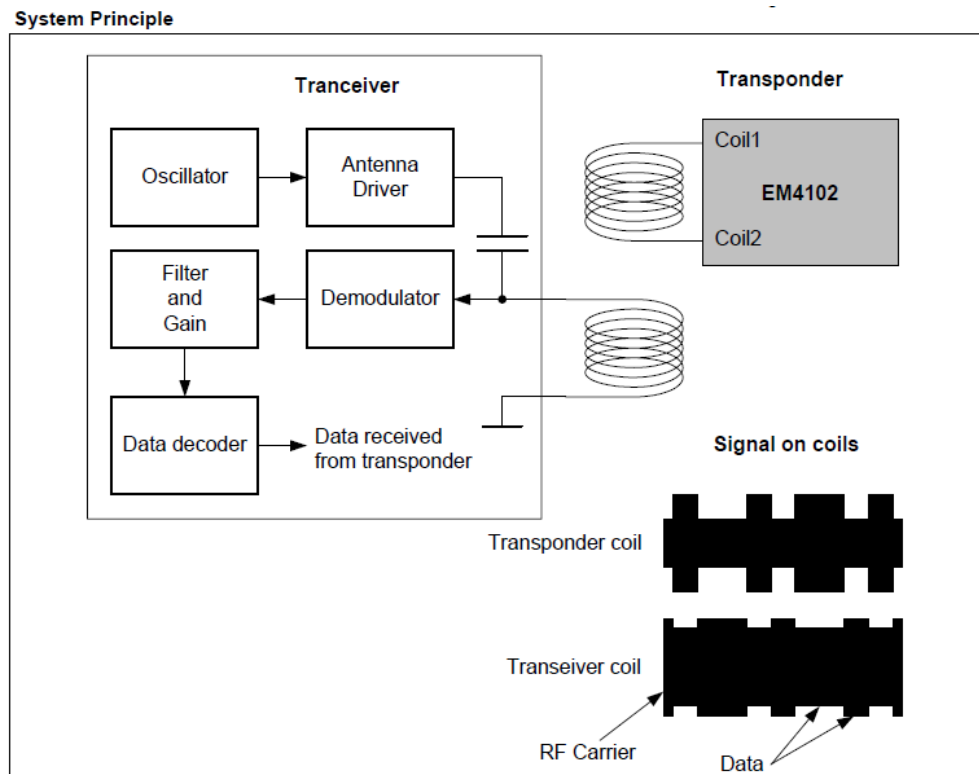 System Principle
Tranceiver
Transponder
Oscillator
Antenna
Driver
Coil1
EM4102
Coil2
Filter
and
Gain
Demodulator
Data decoder
Data received
from transponder
Signal on coils
Transponder coil
Transeiver coil
RF Carrier
Data